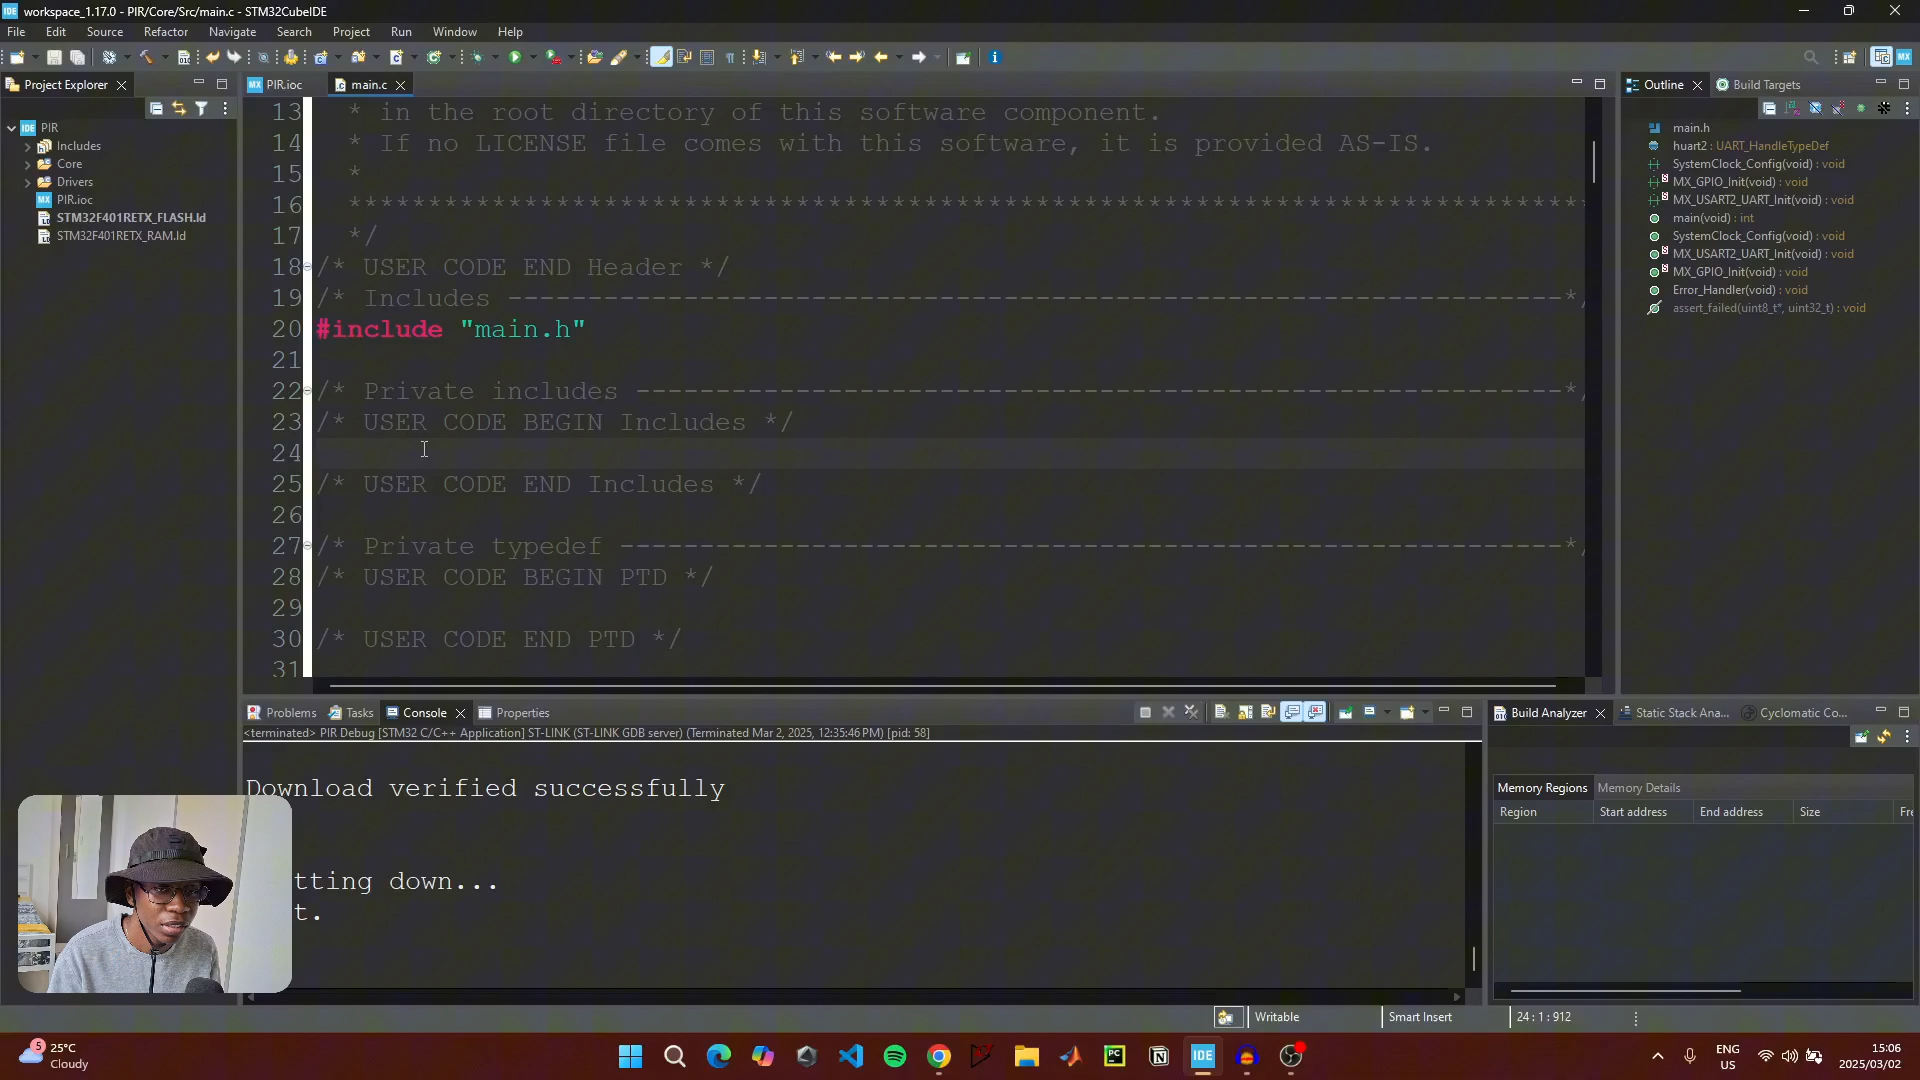 workspace_1.17.0 - PIR/Core/Src/main.c - STM32CubeIDE
File Edit Source Refactor Navigate Search Project Run Window Help
Project Explorer
PIR
Includes
Core
Drivers
PIR.ioc
STM32F401RETX_FLASH.ld
STM32F401RETX_RAM.ld
PIR.ioc
main.c
13 * in the root directory of this software component.
14 * If no LICENSE file comes with this software, it is provided AS-IS.
15 *
16 ******************************************************************************
17 */
18 /* USER CODE END Header */
19 /* Includes ------------------------------------------------------------------*/
20 #include "main.h"
21
22 /* Private includes ----------------------------------------------------------*/
23 /* USER CODE BEGIN Includes */
24
25 /* USER CODE END Includes */
26
27 /* Private typedef -----------------------------------------------------------*/
28 /* USER CODE BEGIN PTD */
29
30 /* USER CODE END PTD */
31
Outline
Build Targets
main.h
huart2 : UART_HandleTypeDef
SystemClock_Config(void) : void
MX_GPIO_Init(void) : void
MX_USART2_UART_Init(void) : void
main(void) : int
SystemClock_Config(void) : void
MX_USART2_UART_Init(void) : void
MX_GPIO_Init(void) : void
Error_Handler(void) : void
assert_failed(uint8_t*, uint32_t) : void
Problems Tasks Console Properties
<terminated> PIR Debug [STM32 C/C++ Application] ST-LINK (ST-LINK GDB server) (Terminated Mar 2, 2025, 12:35:46 PM) [pid: 58]
Download verified successfully
tting down...
t.
Build Analyzer
Static Stack Ana...
Cyclomatic Co...
Memory Regions Memory Details
Region Start address End address Size Fre
Writable Smart Insert 24 : 1 : 912
5
25°C
Cloudy
IDE
ENG
US
15:06
2025/03/02